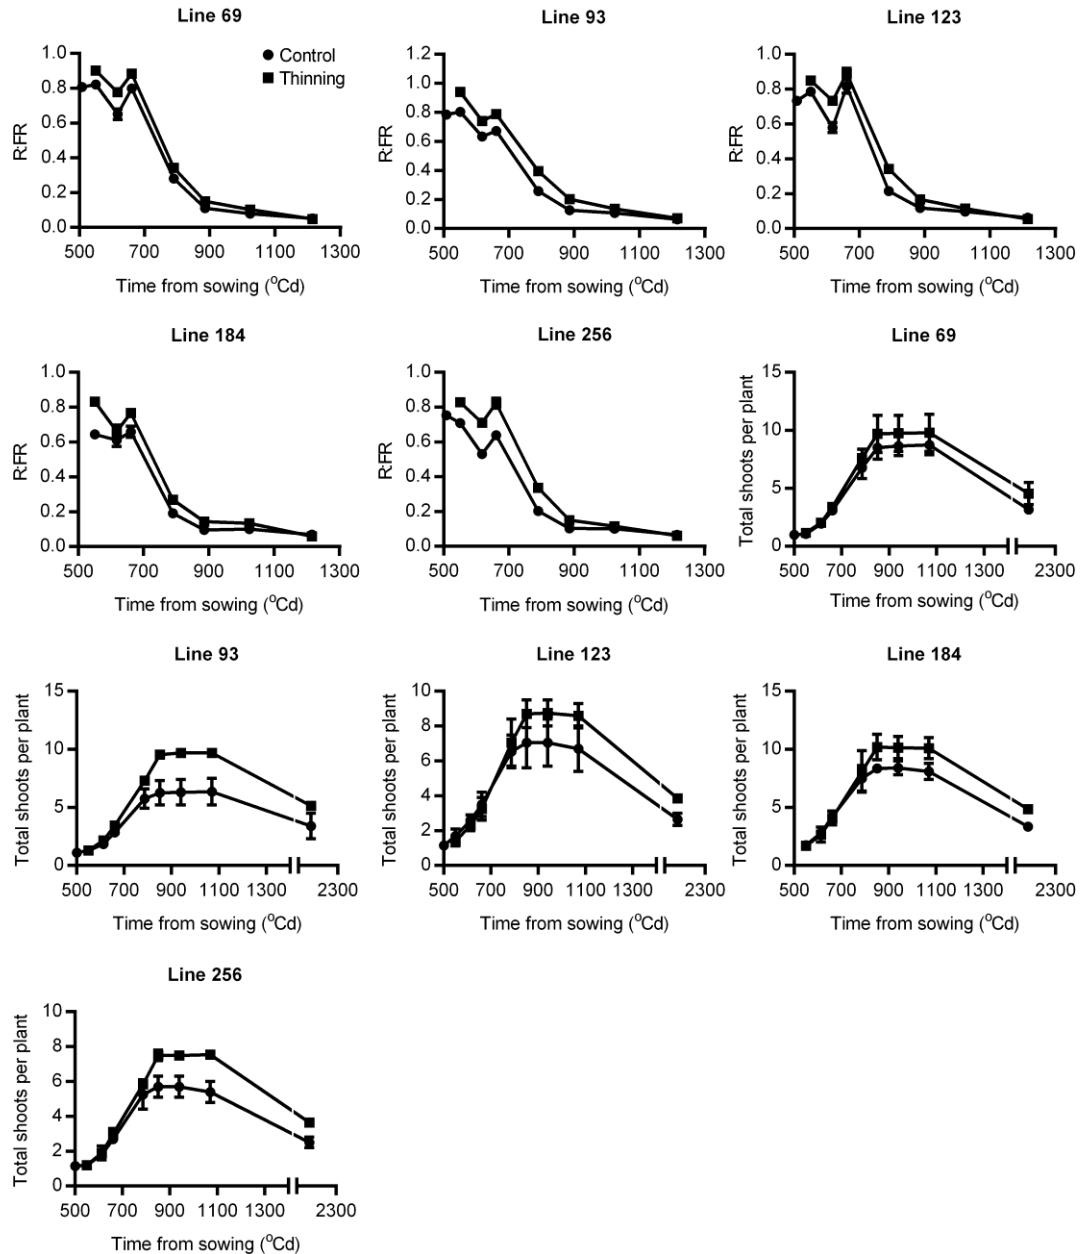 Line 69
Line 93
Line 123
1.0
0.8
0.6
0.4
0.2
0.0
R:FR
Control
Thinning
500 700 900 1100 1300
Time from sowing (°Cd)
1.2
1.0
0.8
0.6
0.4
0.2
0.0
R:FR
500 700 900 1100 1300
Time from sowing (°Cd)
1.0
0.8
0.6
0.4
0.2
0.0
R:FR
500 700 900 1100 1300
Time from sowing (°Cd)
Line 184
Line 256
Line 69
1.0
0.8
0.6
0.4
0.2
0.0
R:FR
500 700 900 1100 1300
Time from sowing (°Cd)
1.0
0.8
0.6
0.4
0.2
0.0
R:FR
500 700 900 1100 1300
Time from sowing (°Cd)
15
10
5
0
Total shoots per plant
500 700 900 1100 1300 2300
Time from sowing (°Cd)
Line 93
Line 123
Line 184
15
10
5
0
Total shoots per plant
500 700 900 1100 1300 2300
Time from sowing (°Cd)
10
8
6
4
2
0
Total shoots per plant
500 700 900 1100 1300 2300
Time from sowing (°Cd)
15
10
5
0
Total shoots per plant
500 700 900 1100 1300 2300
Time from sowing (°Cd)
Line 256
10
8
6
4
2
0
Total shoots per plant
500 700 900 1100 1300 2300
Time from sowing (°Cd)